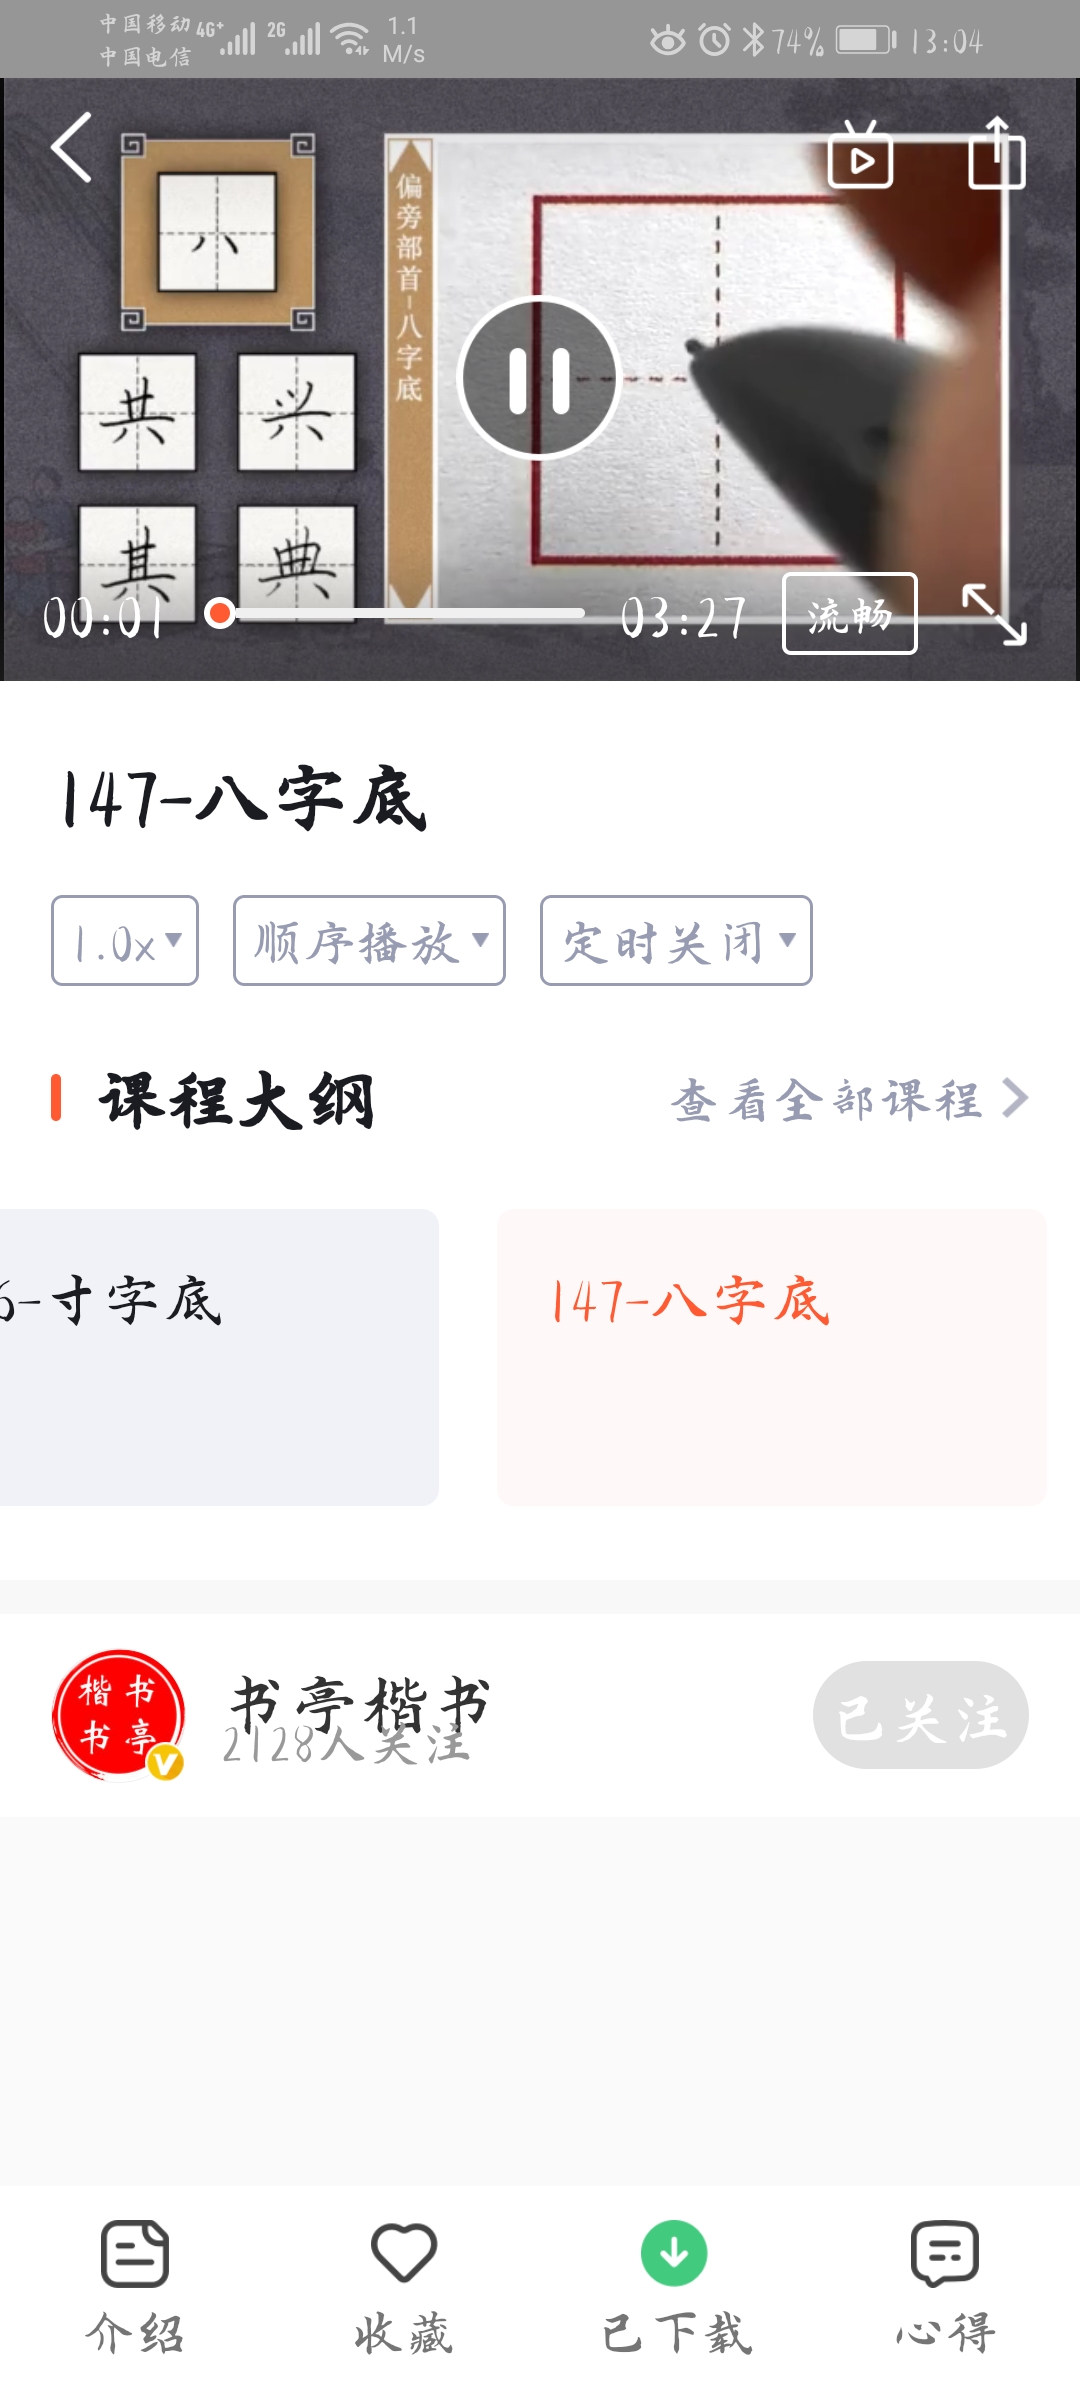 中国移动 4G+ 2G 1.1 74% 13:04
中国电信 M/s
八
偏旁部首-八字底
共 兴
其 典
00:01 03:27 流畅
147-八字底
1.0x 顺序播放 定时关闭
课程大纲 查看全部课程
6-寸字底 147-八字底
楷书
书亭
书亭楷书
2128人关注
已关注
介绍 收藏 已下载 心得